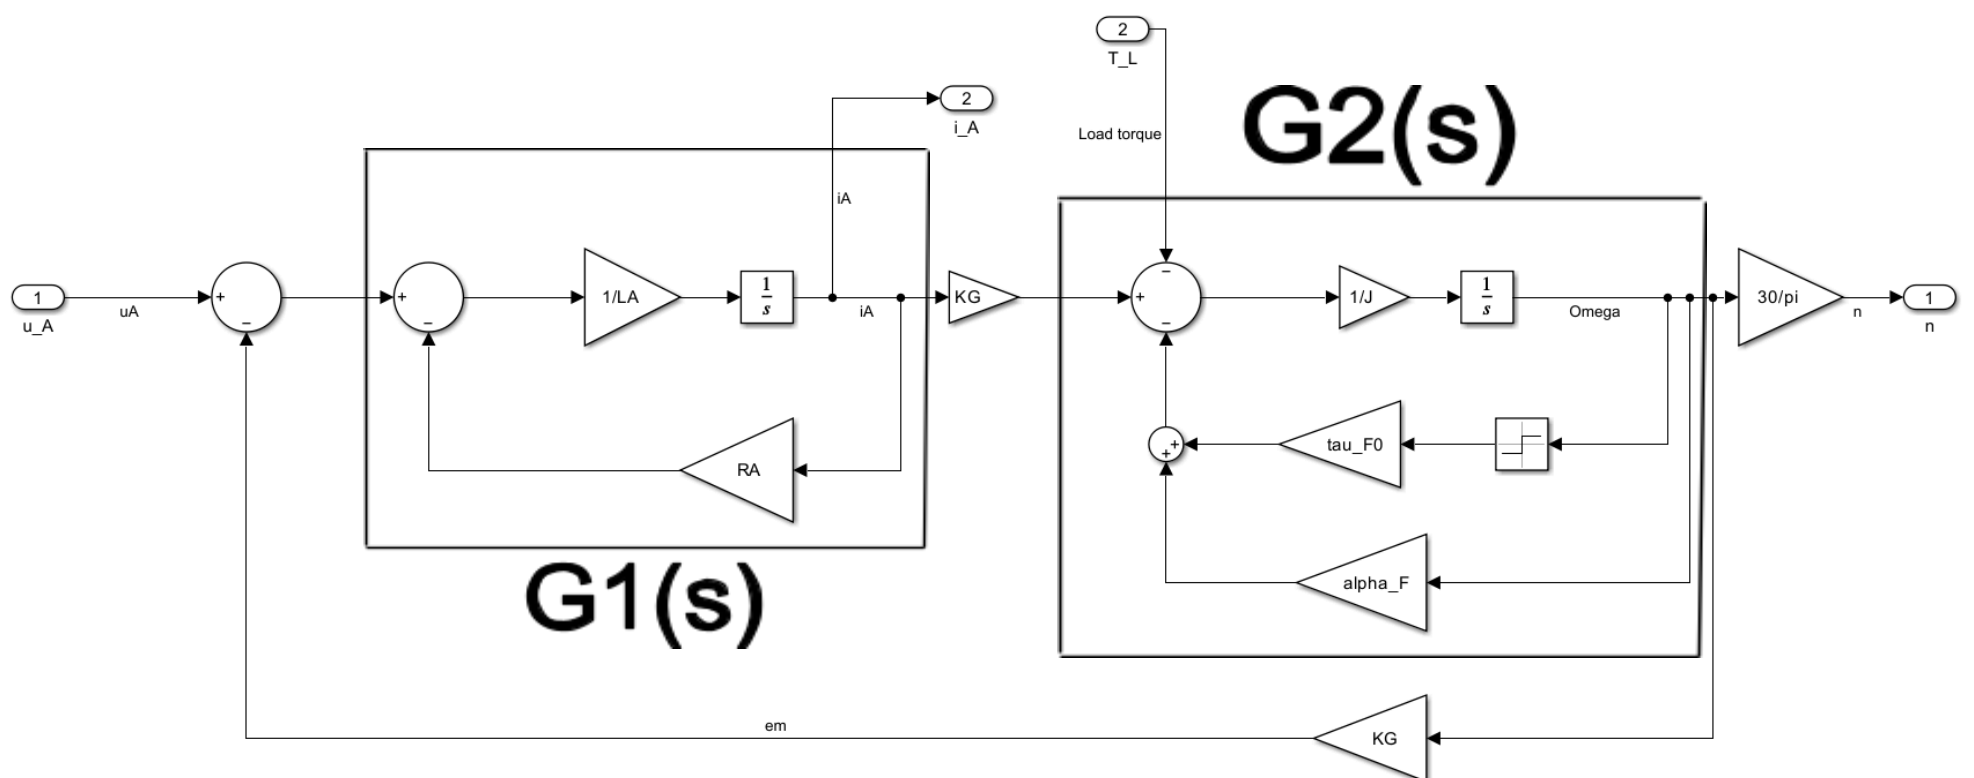 2
T_L
G2(s)
2
i_A
Load torque
iA
1
u_A
uA
+
−
+
−
1/LA
1
s
iA
KG
+
−
−
1/J
1
s
Omega
30/pi
n
1
n
RA
+
+
tau_F0
alpha_F
G1(s)
em
KG